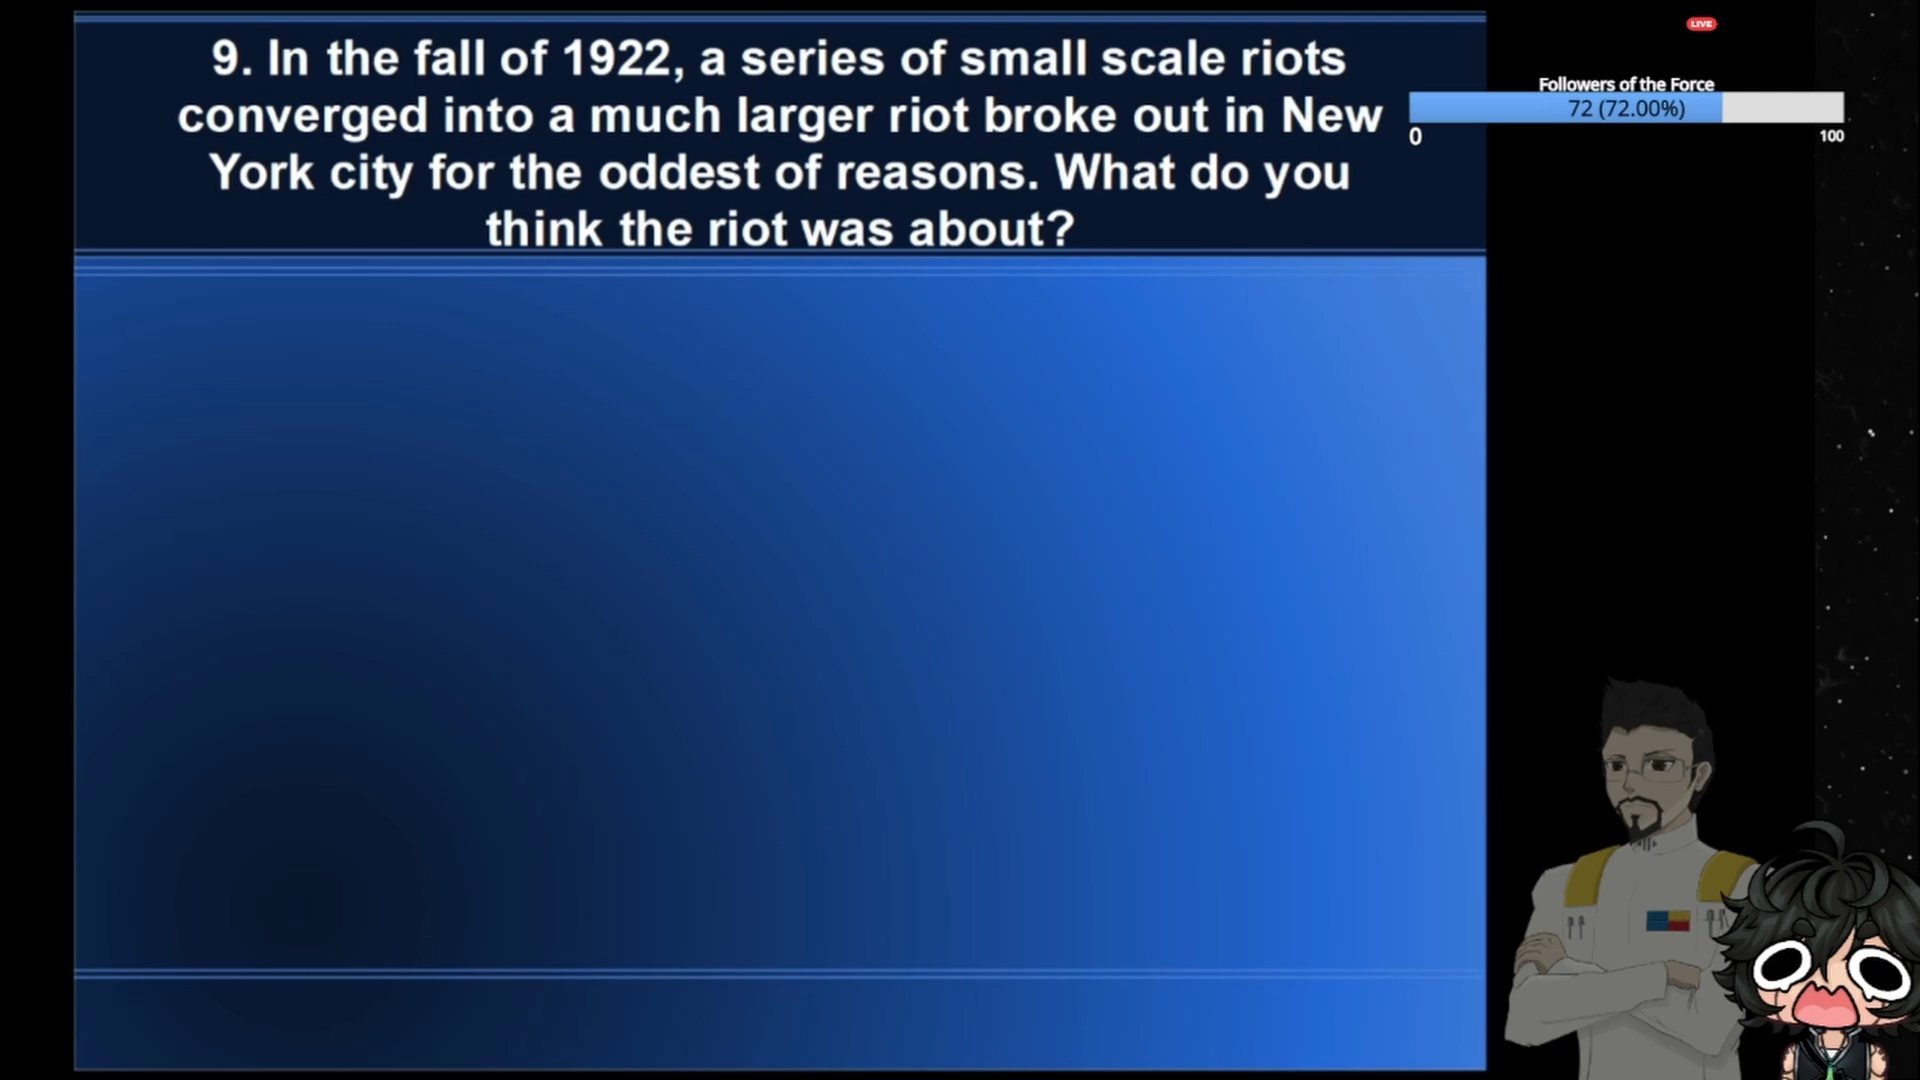 9. In the fall of 1922, a series of small scale riots
converged into a much larger riot broke out in New
York city for the oddest of reasons. What do you
think the riot was about?
LIVE
Followers of the Force
72 (72.00%)
0
100